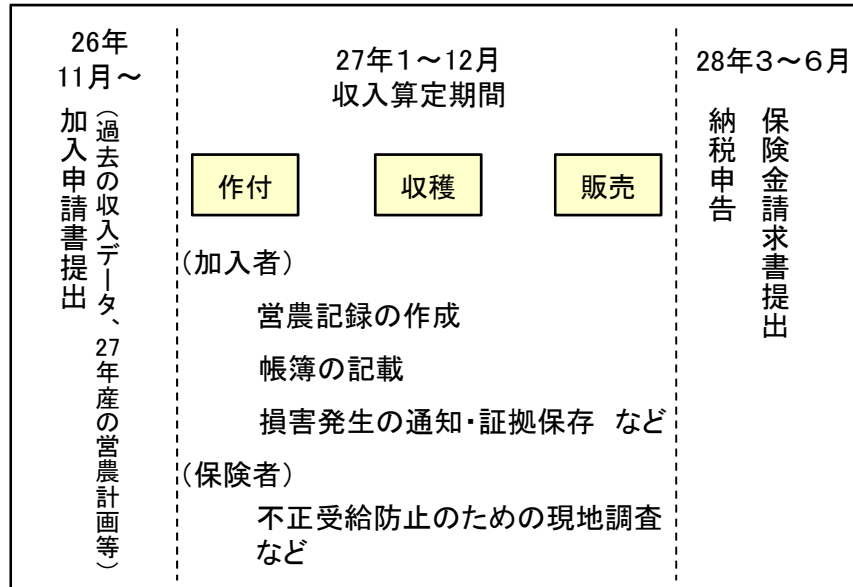 26年
11月~
加入申請書提出
(過去の収入データ、27年産の営農計画等)
27年1~12月
収入算定期間
作付
収穫
販売
(加入者)
営農記録の作成
帳簿の記載
損害発生の通知・証拠保存 など
(保険者)
不正受給防止のための現地調査
など
28年3~6月
保険金請求書提出
納税申告